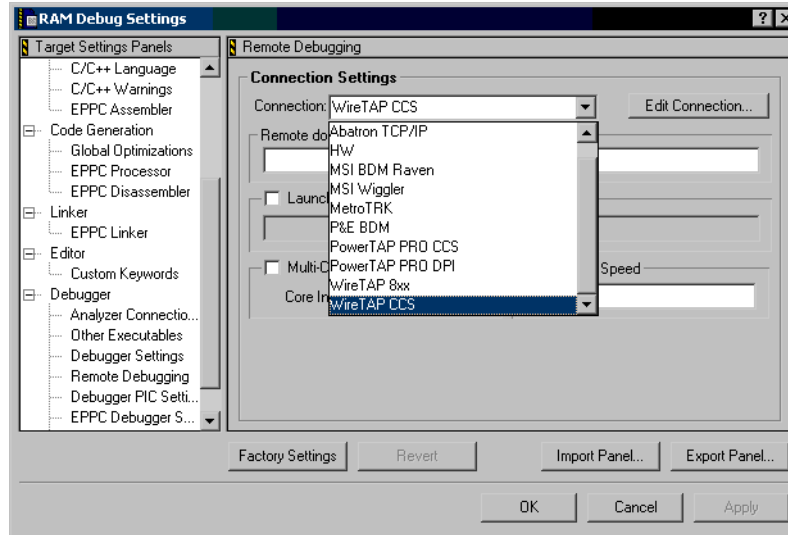 RAM Debug Settings
Target Settings Panels
C/C++ Language
C/C++ Warnings
EPPC Assembler
Code Generation
Global Optimizations
EPPC Processor
EPPC Disassembler
Linker
EPPC Linker
Editor
Custom Keywords
Debugger
Analyzer Connectio...
Other Executables
Debugger Settings
Remote Debugging
Debugger PIC Setti...
EPPC Debugger S...
Remote Debugging
Connection Settings
Connection: WireTAP CCS
Edit Connection...
Remote do
Abatron TCP/IP
HW
MSI BDM Raven
MSI Wiggler
MetroTRK
P&E BDM
PowerTAP PRO CCS
PowerTAP PRO DPI
WireTAP 8xx
WireTAP CCS
Launc
Multi-C
Speed
Core In
Factory Settings
Revert
Import Panel...
Export Panel...
OK
Cancel
Apply